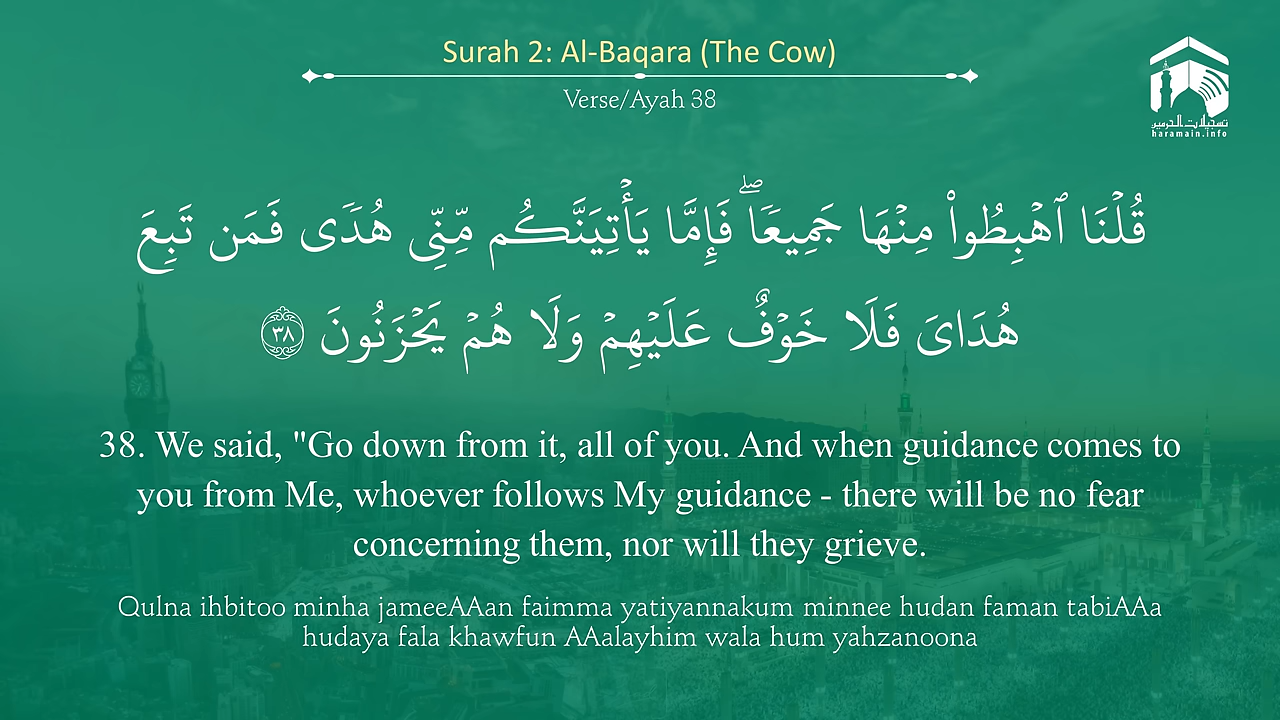 Surah 2: Al-Baqara (The Cow)
Verse/Ayah 38
تسجيلات الحرمين
haramain.info
قُلْنَا ٱهْبِطُوا۟ مِنْهَا جَمِيعًۭا ۖ فَإِمَّا يَأْتِيَنَّكُم مِّنِّى هُدًۭى فَمَن تَبِعَ
هُدَاىَ فَلَا خَوْفٌ عَلَيْهِمْ وَلَا هُمْ يَحْزَنُونَ ٣٨
38. We said, "Go down from it, all of you. And when guidance comes to
you from Me, whoever follows My guidance - there will be no fear
concerning them, nor will they grieve.
Qulna ihbitoo minha jameeAAan faimma yatiyannakum minnee hudan faman tabiAAa
hudaya fala khawfun AAalayhim wala hum yahzanoona